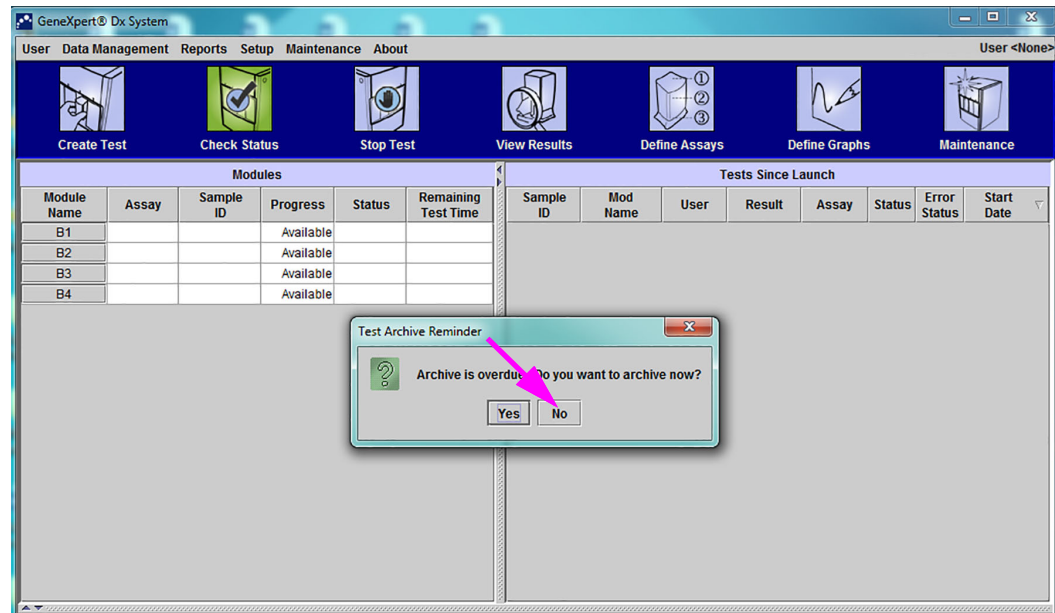 GeneXpert® Dx System
User Data Management Reports Setup Maintenance About User <None>
Create Test Check Status Stop Test View Results Define Assays Define Graphs Maintenance
Modules Tests Since Launch
Module Name Assay Sample ID Progress Status Remaining Test Time Sample ID Mod Name User Result Assay Status Error Status Start Date
B1 Available
B2 Available
B3 Available
B4 Available
Test Archive Reminder
Archive is overdue. Do you want to archive now?
Yes No